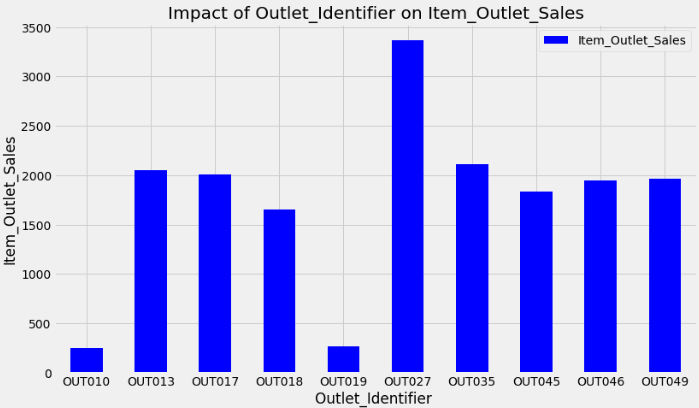 Impact of Outlet_Identifier on Item_Outlet_Sales
Item_Outlet_Sales
3500
3000
2500
2000
1500
1000
500
0
Item_Outlet_Sales
OUT010 OUT013 OUT017 OUT018 OUT019 OUT027 OUT035 OUT045 OUT046 OUT049
Outlet_Identifier